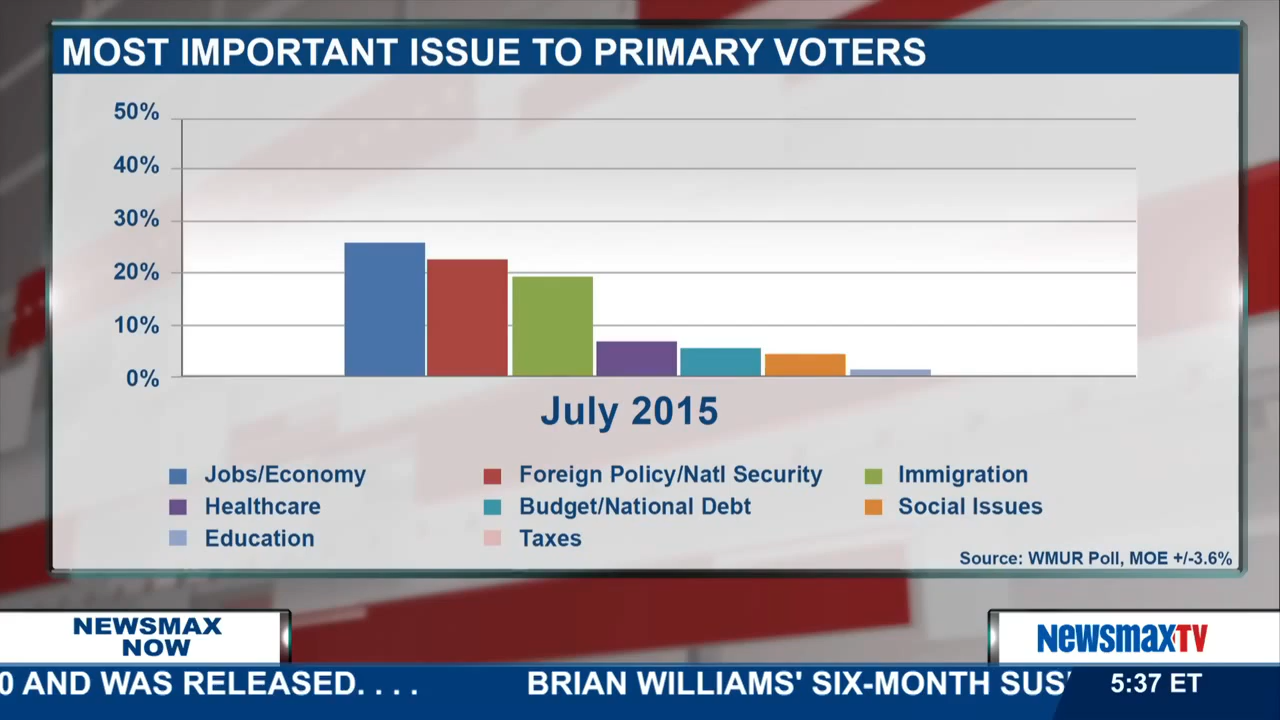 MOST IMPORTANT ISSUE TO PRIMARY VOTERS
50%
40%
30%
20%
10%
0%
July 2015
Jobs/Economy
Foreign Policy/Natl Security
Immigration
Healthcare
Budget/National Debt
Social Issues
Education
Taxes
Source: WMUR Poll, MOE +/-3.6%
NEWSMAX
NOW
NEWSMAXTV
0 AND WAS RELEASED. . . .
BRIAN WILLIAMS' SIX-MONTH SUS
5:37 ET